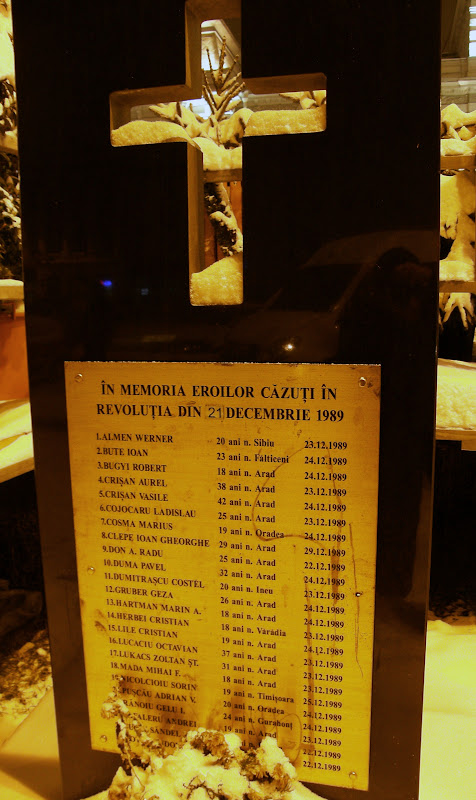 ÎN MEMORIA EROILOR CĂZUȚI ÎN
REVOLUȚIA DIN 21 DECEMBRIE 1989
1.ALMEN WERNER 20 ani n. Sibiu 23.12.1989
2.BUTE IOAN 23 ani n. Fălticeni 24.12.1989
3.BUGYI ROBERT 18 ani n. Arad 24.12.1989
4.CRIȘAN AUREL 38 ani n. Arad 23.12.1989
5.CRIȘAN VASILE 42 ani n. Arad 24.12.1989
6.COJOCARU LADISLAU 25 ani n. Arad 23.12.1989
7.COSMA MARIUS 19 ani n. Oradea 24.12.1989
8.CLEPE IOAN GHEORGHE 29 ani n. Arad 29.12.1989
9.DON A. RADU 25 ani n. Arad 22.12.1989
10.DUMA PAVEL 32 ani n. Arad 24.12.1989
11.DUMITRAȘCU COSTEL 20 ani n. Ineu 23.12.1989
12.GRUBER GEZA 26 ani n. Arad 24.12.1989
13.HARTMAN MARIN A. 18 ani n. Arad 24.12.1989
14.HERBEI CRISTIAN 18 ani n. Varadia 23.12.1989
15.LILE CRISTIAN 19 ani n. Arad 24.12.1989
16.LUCACIU OCTAVIAN 37 ani n. Arad 23.12.1989
17.LUKACS ZOLTAN ȘT. 31 ani n. Arad 23.12.1989
18.MADA MIHAI F. 18 ani n. Arad 23.12.1989
NICOLCIOIU SORIN 19 ani n. Timișoara 25.12.1989
PUȘCĂU ADRIAN V. 20 ani n. Oradea 24.12.1989
GELU I. 24 ani n. Gurahonț 23.12.1989
ANDREI 19 ani n. Arad 23.12.1989
SANDEL 22.12.1989
22.12.1989